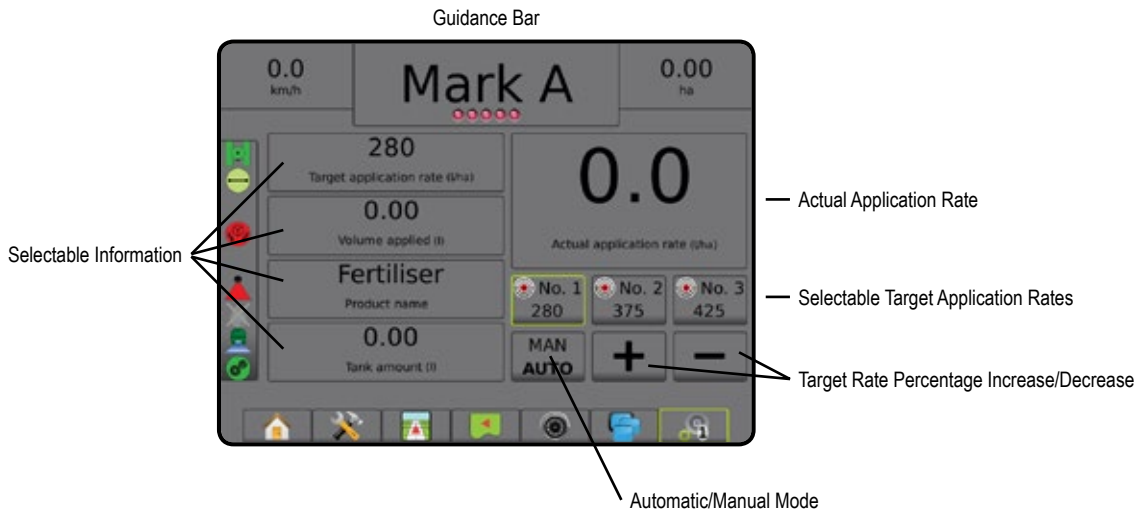 Guidance Bar
0.0
km/h
Mark A
0.00
ha
280
Target application rate (l/ha)
0.00
Volume applied (l)
Fertiliser
Product name
0.00
Tank amount (l)
0.0
Actual application rate (l/ha)
No. 1
280
No. 2
375
No. 3
425
MAN
AUTO
+
−
1
Selectable Information
Actual Application Rate
Selectable Target Application Rates
Target Rate Percentage Increase/Decrease
Automatic/Manual Mode